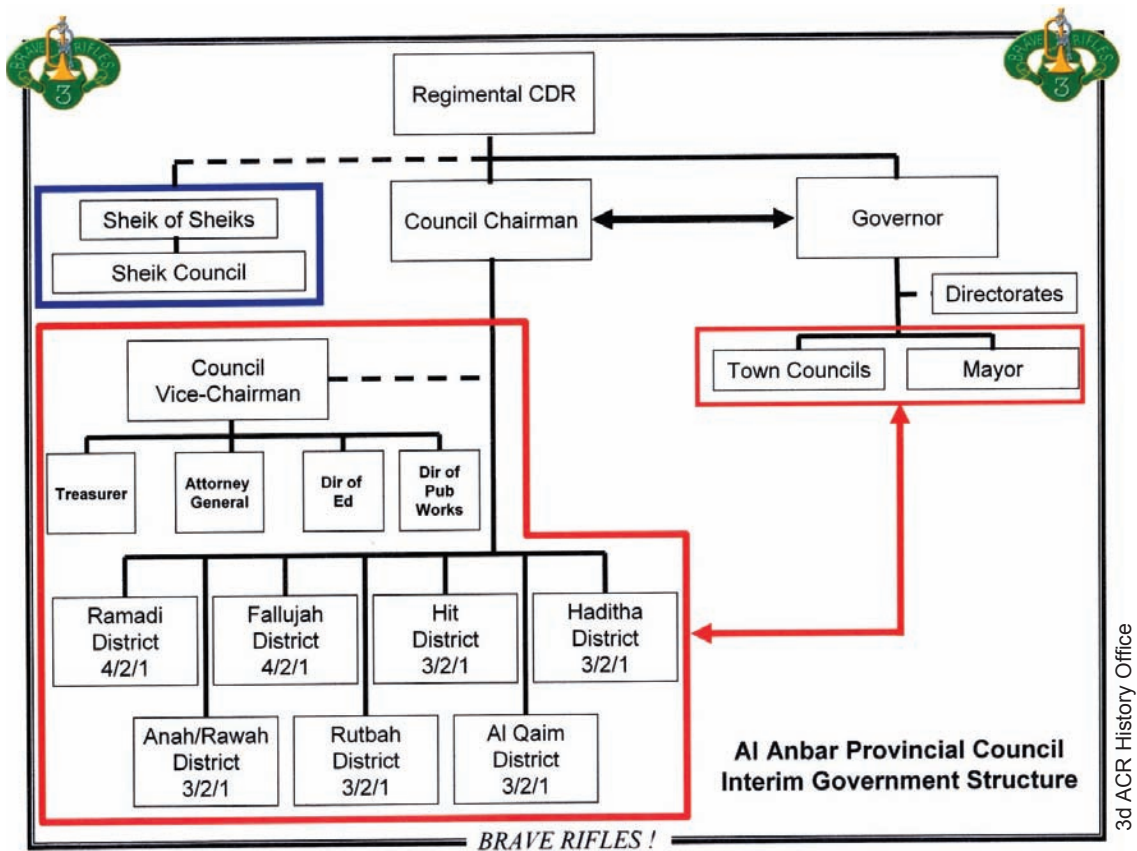 BRAVE RIFLES
3
BRAVE RIFLES
3
Regimental CDR
Sheik of Sheiks
Sheik Council
Council Chairman
Governor
Directorates
Town Councils
Mayor
Council
Vice-Chairman
Treasurer
Attorney
General
Dir of
Ed
Dir of
Pub
Works
Ramadi
District
4/2/1
Fallujah
District
4/2/1
Hit
District
3/2/1
Haditha
District
3/2/1
Anah/Rawah
District
3/2/1
Rutbah
District
3/2/1
Al Qaim
District
3/2/1
Al Anbar Provincial Council
Interim Government Structure
BRAVE RIFLES !
3d ACR History Office